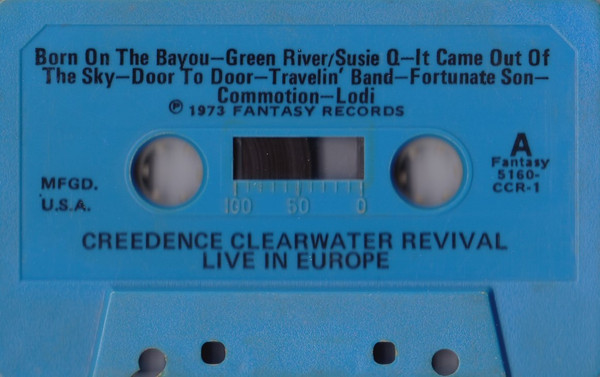 Born On The Bayou—Green River/Susie Q—It Came Out Of
The Sky—Door To Door—Travelin' Band—Fortunate Son—
Commotion—Lodi
℗ 1973 FANTASY RECORDS
A
Fantasy
5160-
CCR-1
MFGD.
U.S.A.
100 50 0
CREEDENCE CLEARWATER REVIVAL
LIVE IN EUROPE